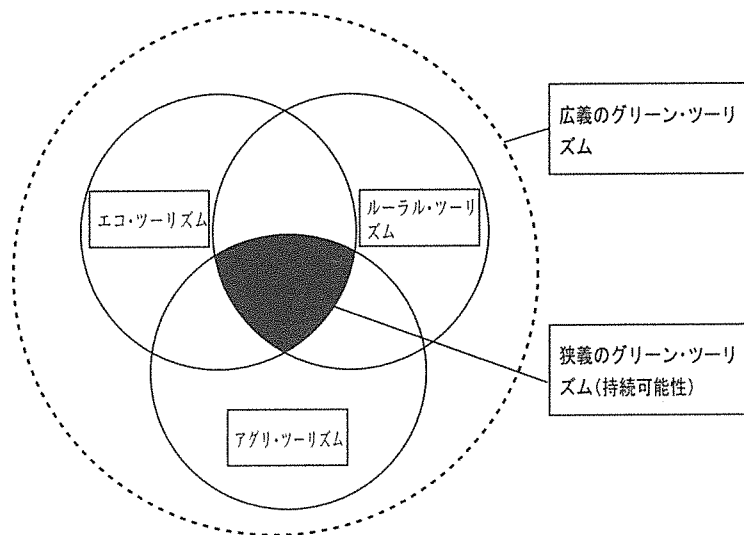 広義のグリーン・ツーリ
ズム
エコ・ツーリズム
ルーラル・ツーリ
ズム
狭義のグリーン・ツーリ
ズム(持続可能性)
アグリ・ツーリズム